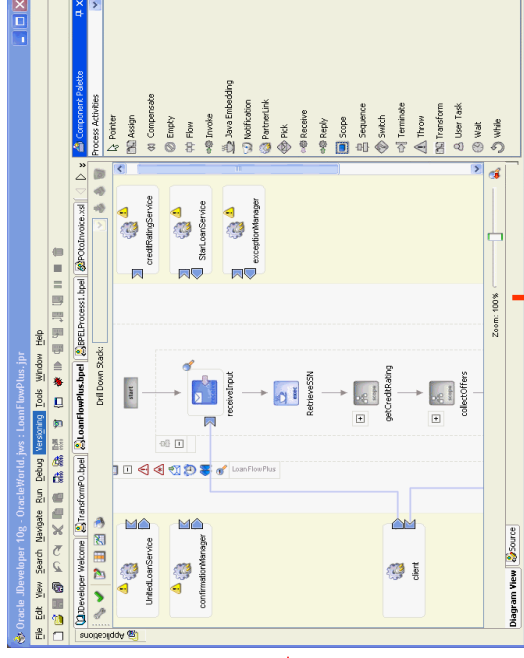 Oracle JDeveloper 10g - OracleWorld.jws : LoanFlowPlus.jpr
File Edit View Search Navigate Run Debug Versioning Tools Window Help
JDeveloper Welcome TransformPO.bpel LoanFlowPlus.bpel BPELProcess1.bpel POtoInvoice.xsl
Applications
Drill Down Stack:
UnitedLoanService
confirmationManager
client
LoanFlowPlus
start
receiveInput
exec
RetrieveSSN
scope
getCreditRating
scope
collectOffers
creditRatingService
StarLoanService
exceptionManager
Zoom: 100%
Diagram View Source
Component Palette
Process Activities
Pointer
Assign
Compensate
Empty
Flow
Invoke
Java Embedding
Notification
PartnerLink
Pick
Receive
Reply
Scope
Sequence
Switch
Terminate
Throw
Transform
User Task
Wait
While